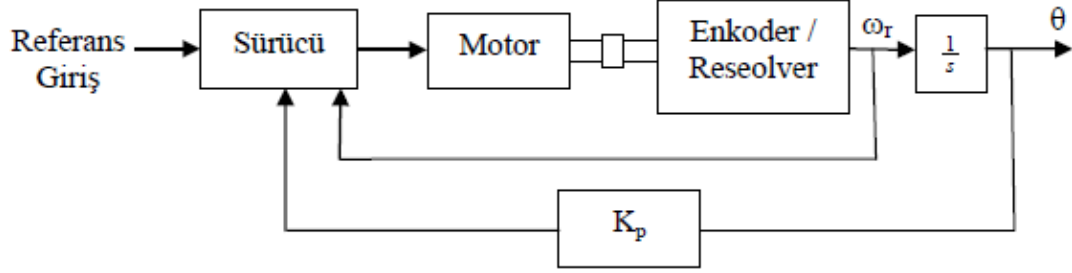 Referans
Giriş
Sürücü
Motor
Enkoder /
Reseolver
ωr
1
s
θ
Kp